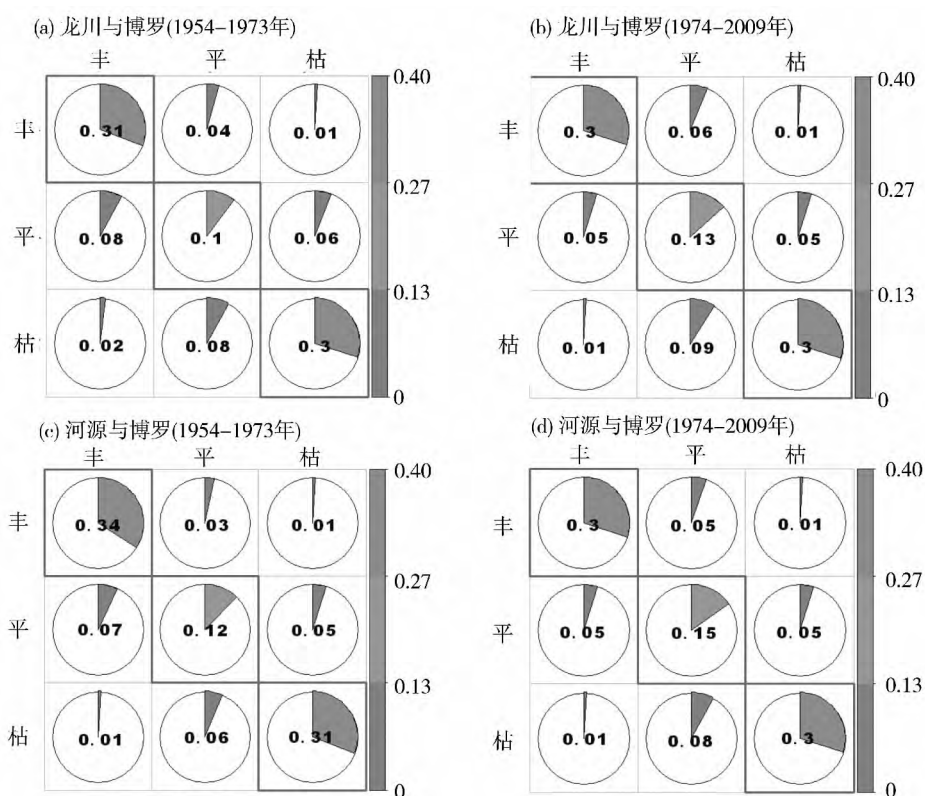 (a) 龙川与博罗(1954-1973年)
丰 平 枯
丰 0.31 0.04 0.01
平 0.08 0.1 0.06
枯 0.02 0.08 0.3
0.40
0.27
0.13
0
(b) 龙川与博罗(1974-2009年)
丰 平 枯
丰 0.3 0.06 0.01
平 0.05 0.13 0.05
枯 0.01 0.09 0.3
0.40
0.27
0.13
0
(c) 河源与博罗(1954-1973年)
丰 平 枯
丰 0.34 0.03 0.01
平 0.07 0.12 0.05
枯 0.01 0.06 0.31
0.40
0.27
0.13
0
(d) 河源与博罗(1974-2009年)
丰 平 枯
丰 0.3 0.05 0.01
平 0.05 0.15 0.05
枯 0.01 0.08 0.3
0.40
0.27
0.13
0